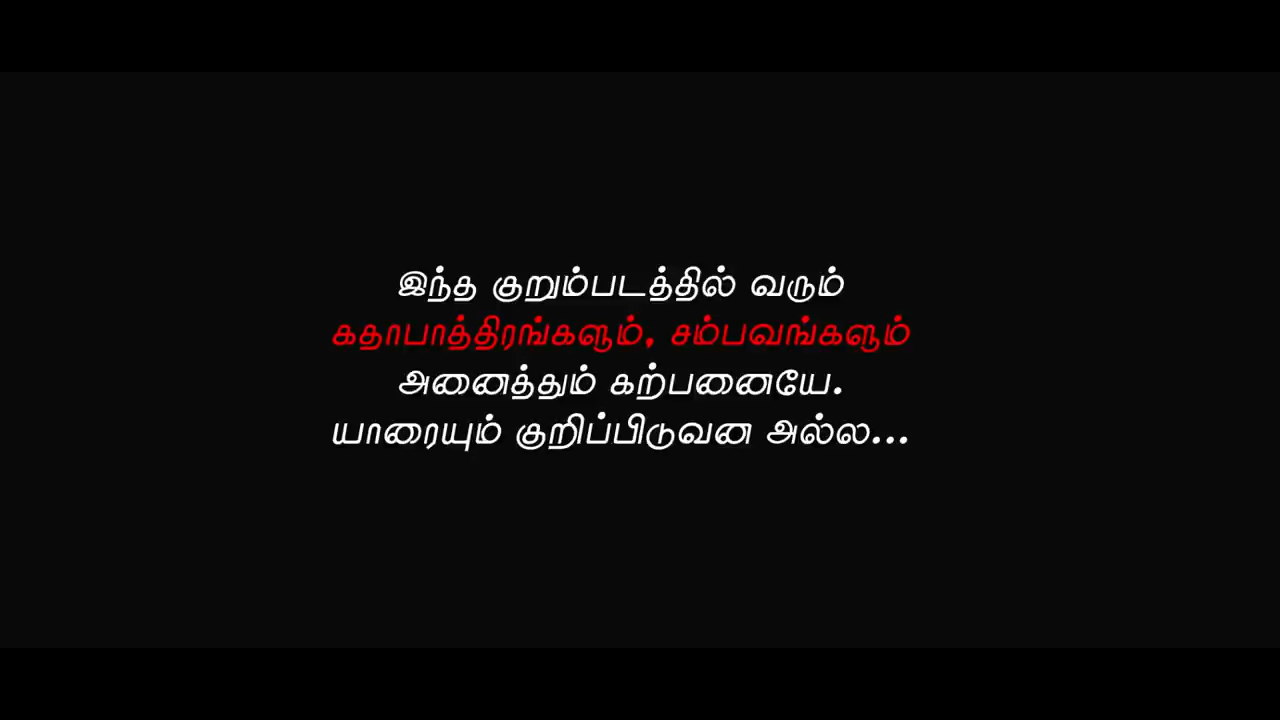 இந்த குறும்படத்தில் வரும்
கதாபாத்திரங்களும், சம்பவங்களும்
அனைத்தும் கற்பனையே.
யாரையும் குறிப்பிடுவன அல்ல...